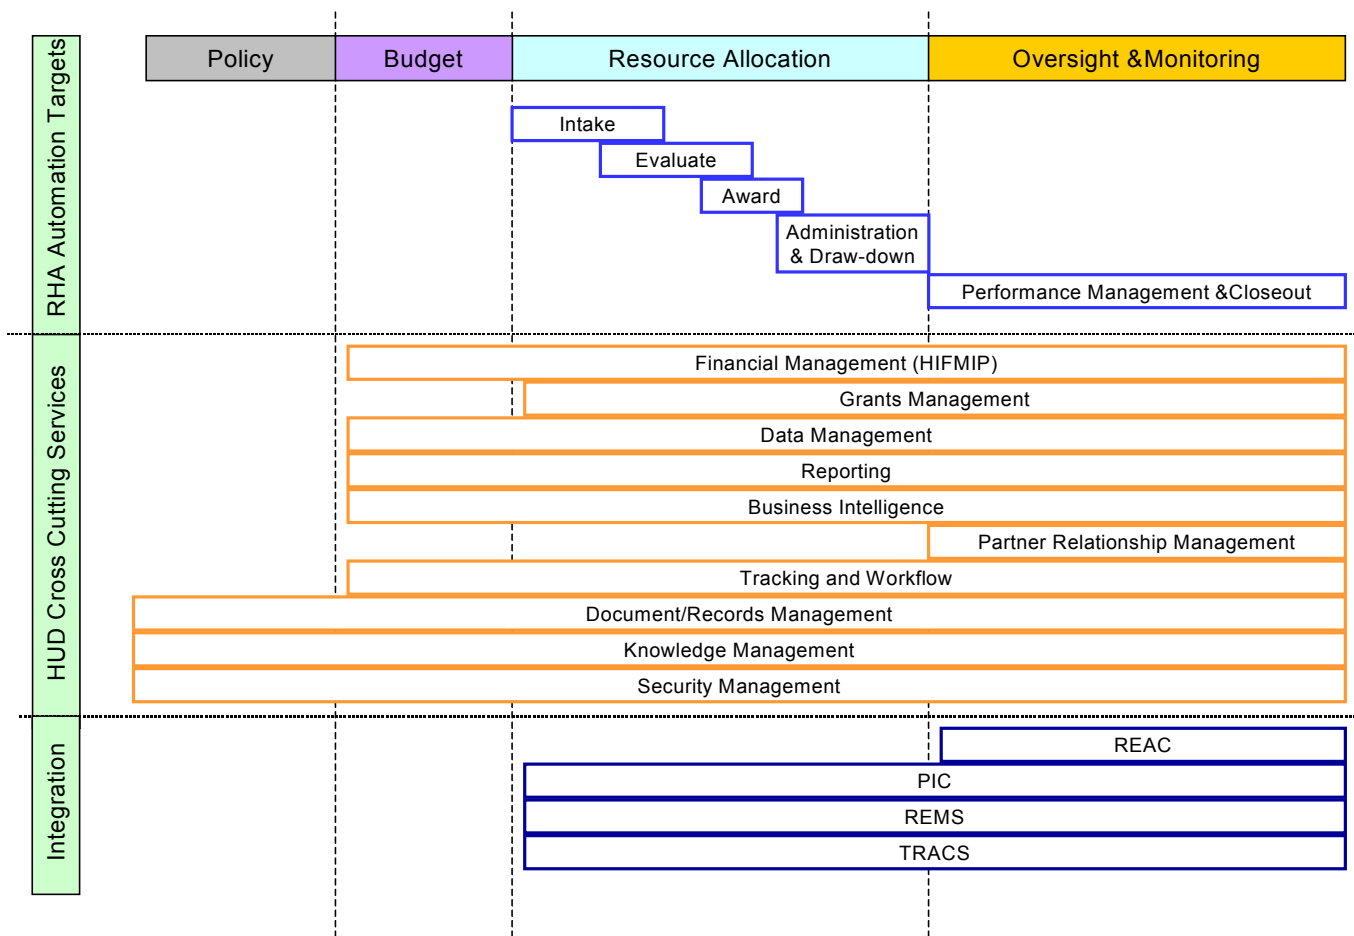 Policy
Budget
Resource Allocation
Oversight &Monitoring
RHA Automation Targets
Intake
Evaluate
Award
Administration
& Draw-down
Performance Management &Closeout
HUD Cross Cutting Services
Financial Management (HIFMIP)
Grants Management
Data Management
Reporting
Business Intelligence
Partner Relationship Management
Tracking and Workflow
Document/Records Management
Knowledge Management
Security Management
Integration
REAC
PIC
REMS
TRACS